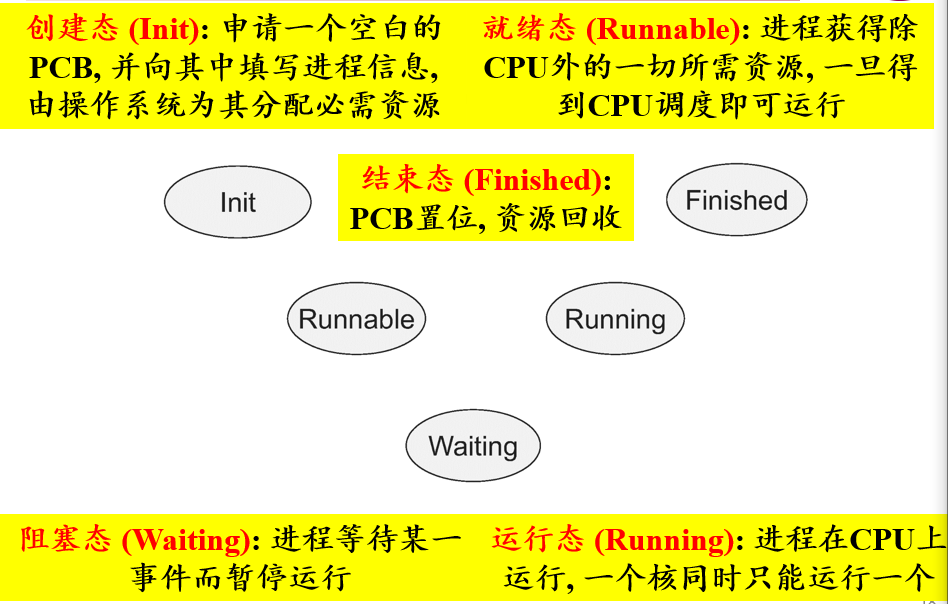 创建态 (Init): 申请一个空白的
PCB, 并向其中填写进程信息,
由操作系统为其分配必需资源
就绪态 (Runnable): 进程获得除
CPU外的一切所需资源, 一旦得
到CPU调度即可运行
结束态 (Finished):
PCB置位, 资源回收
Init
Finished
Runnable
Running
Waiting
阻塞态 (Waiting): 进程等待某一
事件而暂停运行
运行态 (Running): 进程在CPU上
运行, 一个核同时只能运行一个